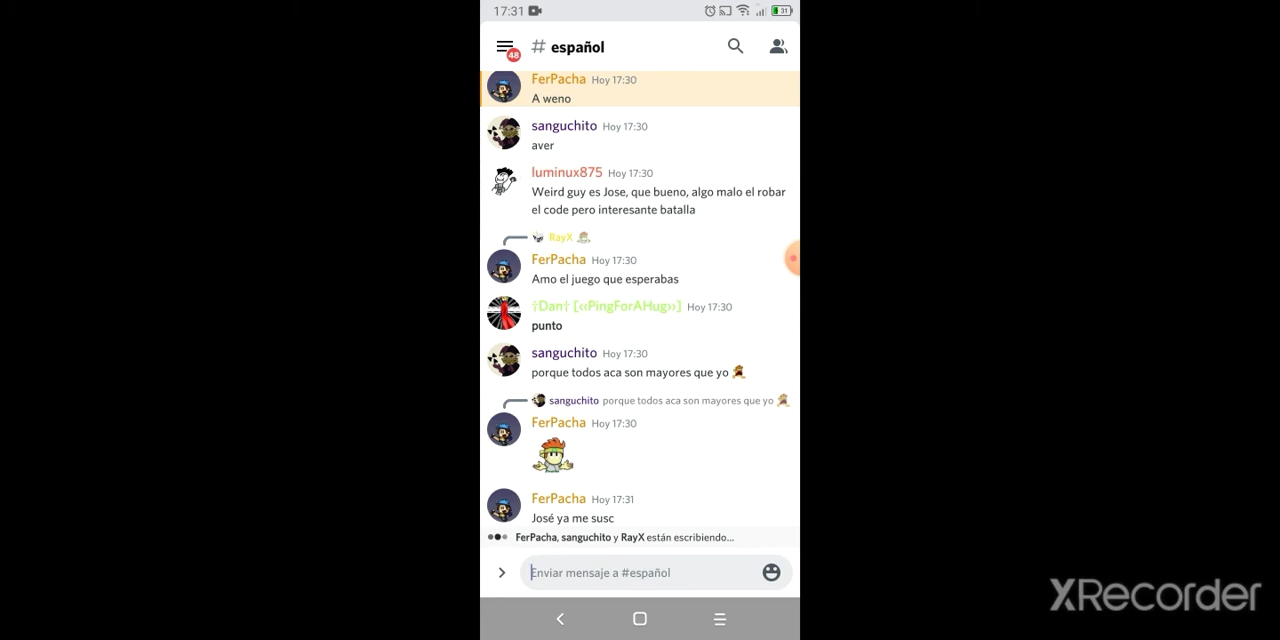 17:31
31
48
# español
FerPacha Hoy 17:30
A weno
sanguchito Hoy 17:30
aver
luminux875 Hoy 17:30
Weird guy es Jose, que bueno, algo malo el robar
el code pero interesante batalla
RayX
FerPacha Hoy 17:30
Amo el juego que esperabas
†Dan† [‹‹PingForAHug››] Hoy 17:30
punto
sanguchito Hoy 17:30
porque todos aca son mayores que yo
sanguchito porque todos aca son mayores que yo
FerPacha Hoy 17:30
FerPacha Hoy 17:31
José ya me susc
FerPacha, sanguchito y RayX están escribiendo...
Enviar mensaje a #español
XRecorder